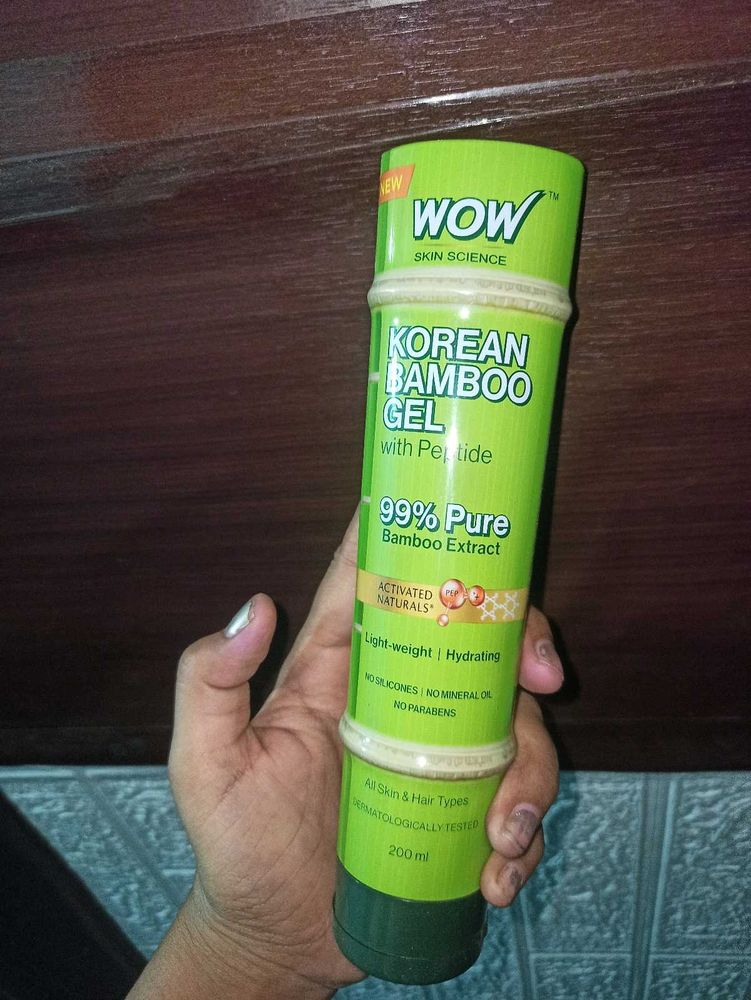 NEW
WOW™
SKIN SCIENCE
KOREAN
BAMBOO
GEL
with Peptide
99% Pure
Bamboo Extract
ACTIVATED
NATURALS*
PEP +
Light-weight | Hydrating
NO SILICONES | NO MINERAL OIL
NO PARABENS
All Skin & Hair Types
DERMATOLOGICALLY TESTED
200 ml